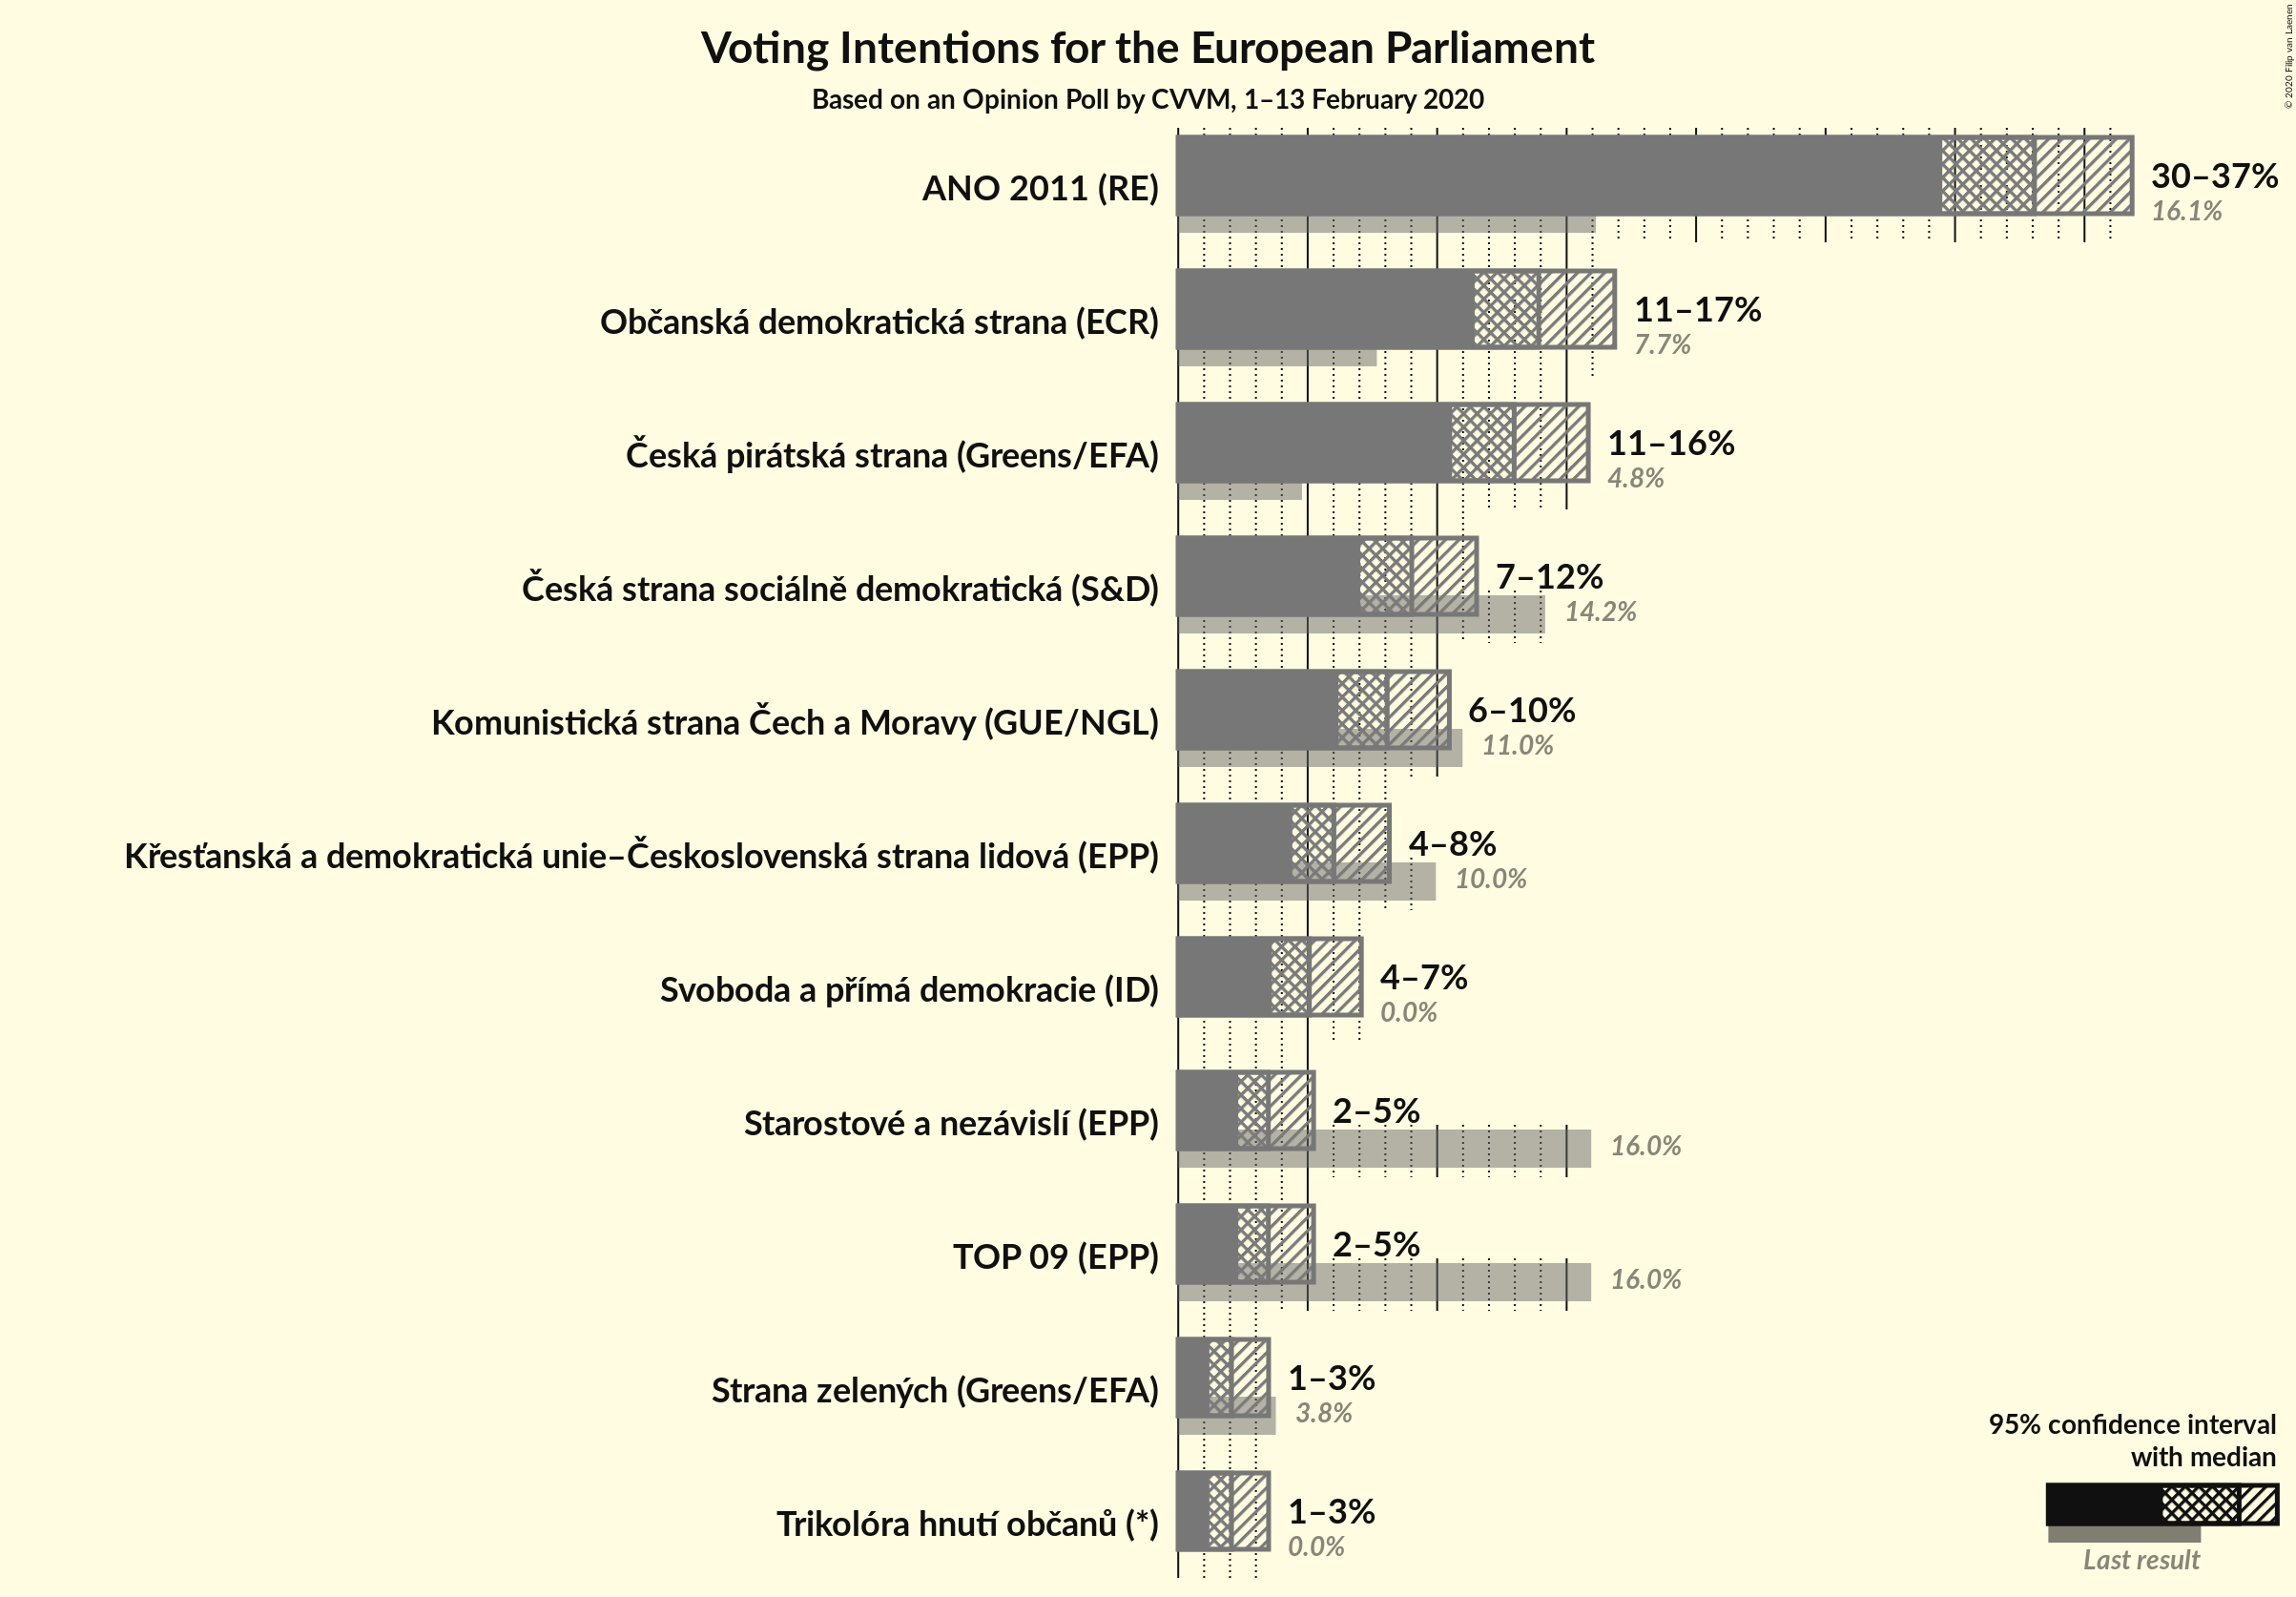 Voting Intentions for the European Parliament
Based on an Opinion Poll by CVVM, 1–13 February 2020
© 2020 Filip van Laenen
ANO 2011 (RE)
30–37%
16.1%
Občanská demokratická strana (ECR)
11–17%
7.7%
Česká pirátská strana (Greens/EFA)
11–16%
4.8%
Česká strana sociálně demokratická (S&D)
7–12%
14.2%
Komunistická strana Čech a Moravy (GUE/NGL)
6–10%
11.0%
Křesťanská a demokratická unie–Československá strana lidová (EPP)
4–8%
10.0%
Svoboda a přímá demokracie (ID)
4–7%
0.0%
Starostové a nezávislí (EPP)
2–5%
16.0%
TOP 09 (EPP)
2–5%
16.0%
Strana zelených (Greens/EFA)
1–3%
3.8%
Trikolóra hnutí občanů (*)
1–3%
0.0%
95% confidence interval
with median
Last result